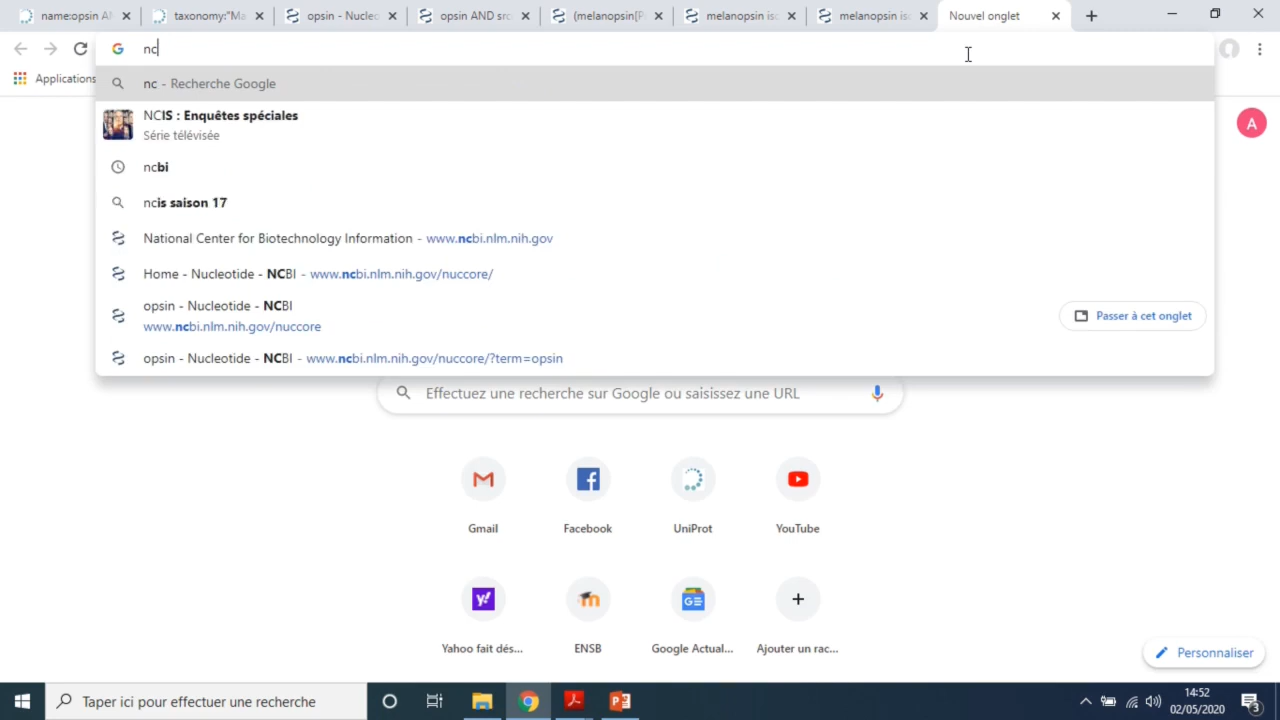 name:opsin A
taxonomy:"Ma
opsin - Nucleo
opsin AND src
(melanopsin[P
melanopsin iso
melanopsin iso
Nouvel onglet
nc
Applications
nc - Recherche Google
NCIS : Enquêtes spéciales
Série télévisée
ncbi
ncis saison 17
National Center for Biotechnology Information - www.ncbi.nlm.nih.gov
Home - Nucleotide - NCBI - www.ncbi.nlm.nih.gov/nuccore/
opsin - Nucleotide - NCBI
www.ncbi.nlm.nih.gov/nuccore
Passer à cet onglet
opsin - Nucleotide - NCBI - www.ncbi.nlm.nih.gov/nuccore/?term=opsin
A
Effectuez une recherche sur Google ou saisissez une URL
Gmail
Facebook
UniProt
YouTube
Yahoo fait dés...
ENSB
Google Actual...
Ajouter un rac...
Personnaliser
Taper ici pour effectuer une recherche
14:52
02/05/2020
3